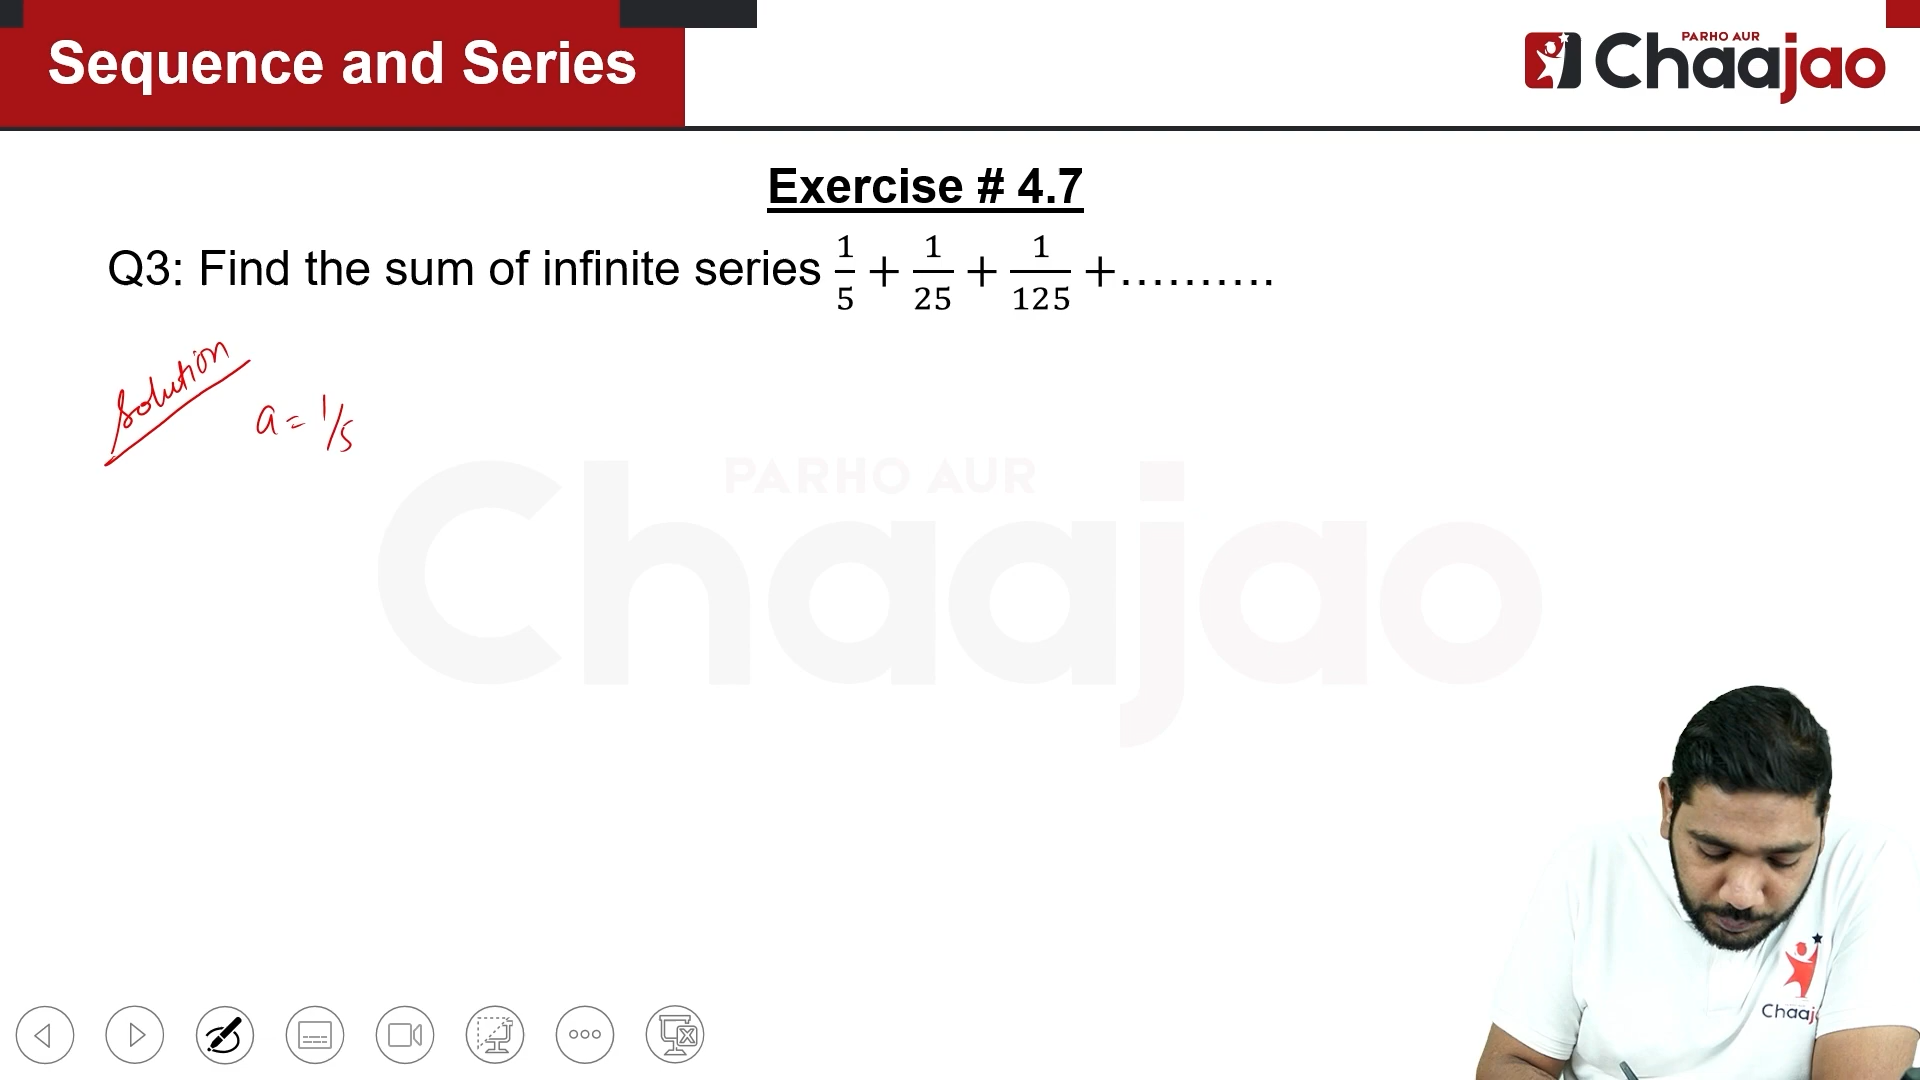 Sequence and Series
PARHO AUR
Chaajao
Exercise # 4.7
Q3: Find the sum of infinite series 1/5 + 1/25 + 1/125 +……….
Solution
a = 1/5
PARHO AUR
Chaajao
Chaaj